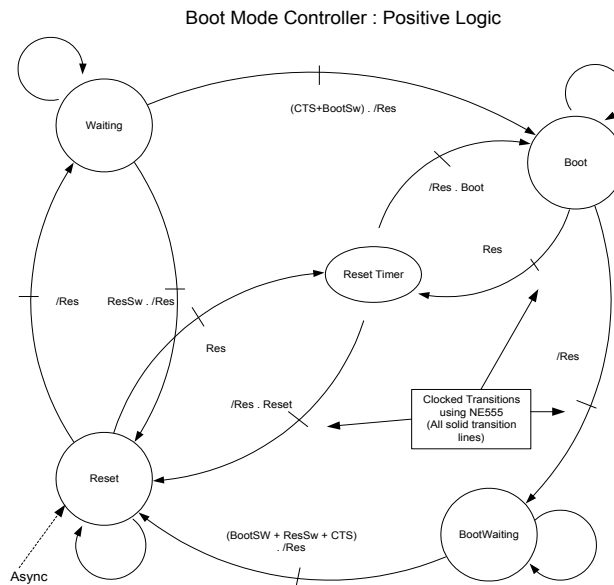 Boot Mode Controller : Positive Logic
Waiting
(CTS+BootSw) . /Res
Boot
/Res . Boot
Res
Reset Timer
/Res
ResSw . /Res
Res
/Res
/Res . Reset
Clocked Transitions
using NE555
(All solid transition
lines)
Reset
(BootSW + ResSw + CTS)
. /Res
BootWaiting
Async